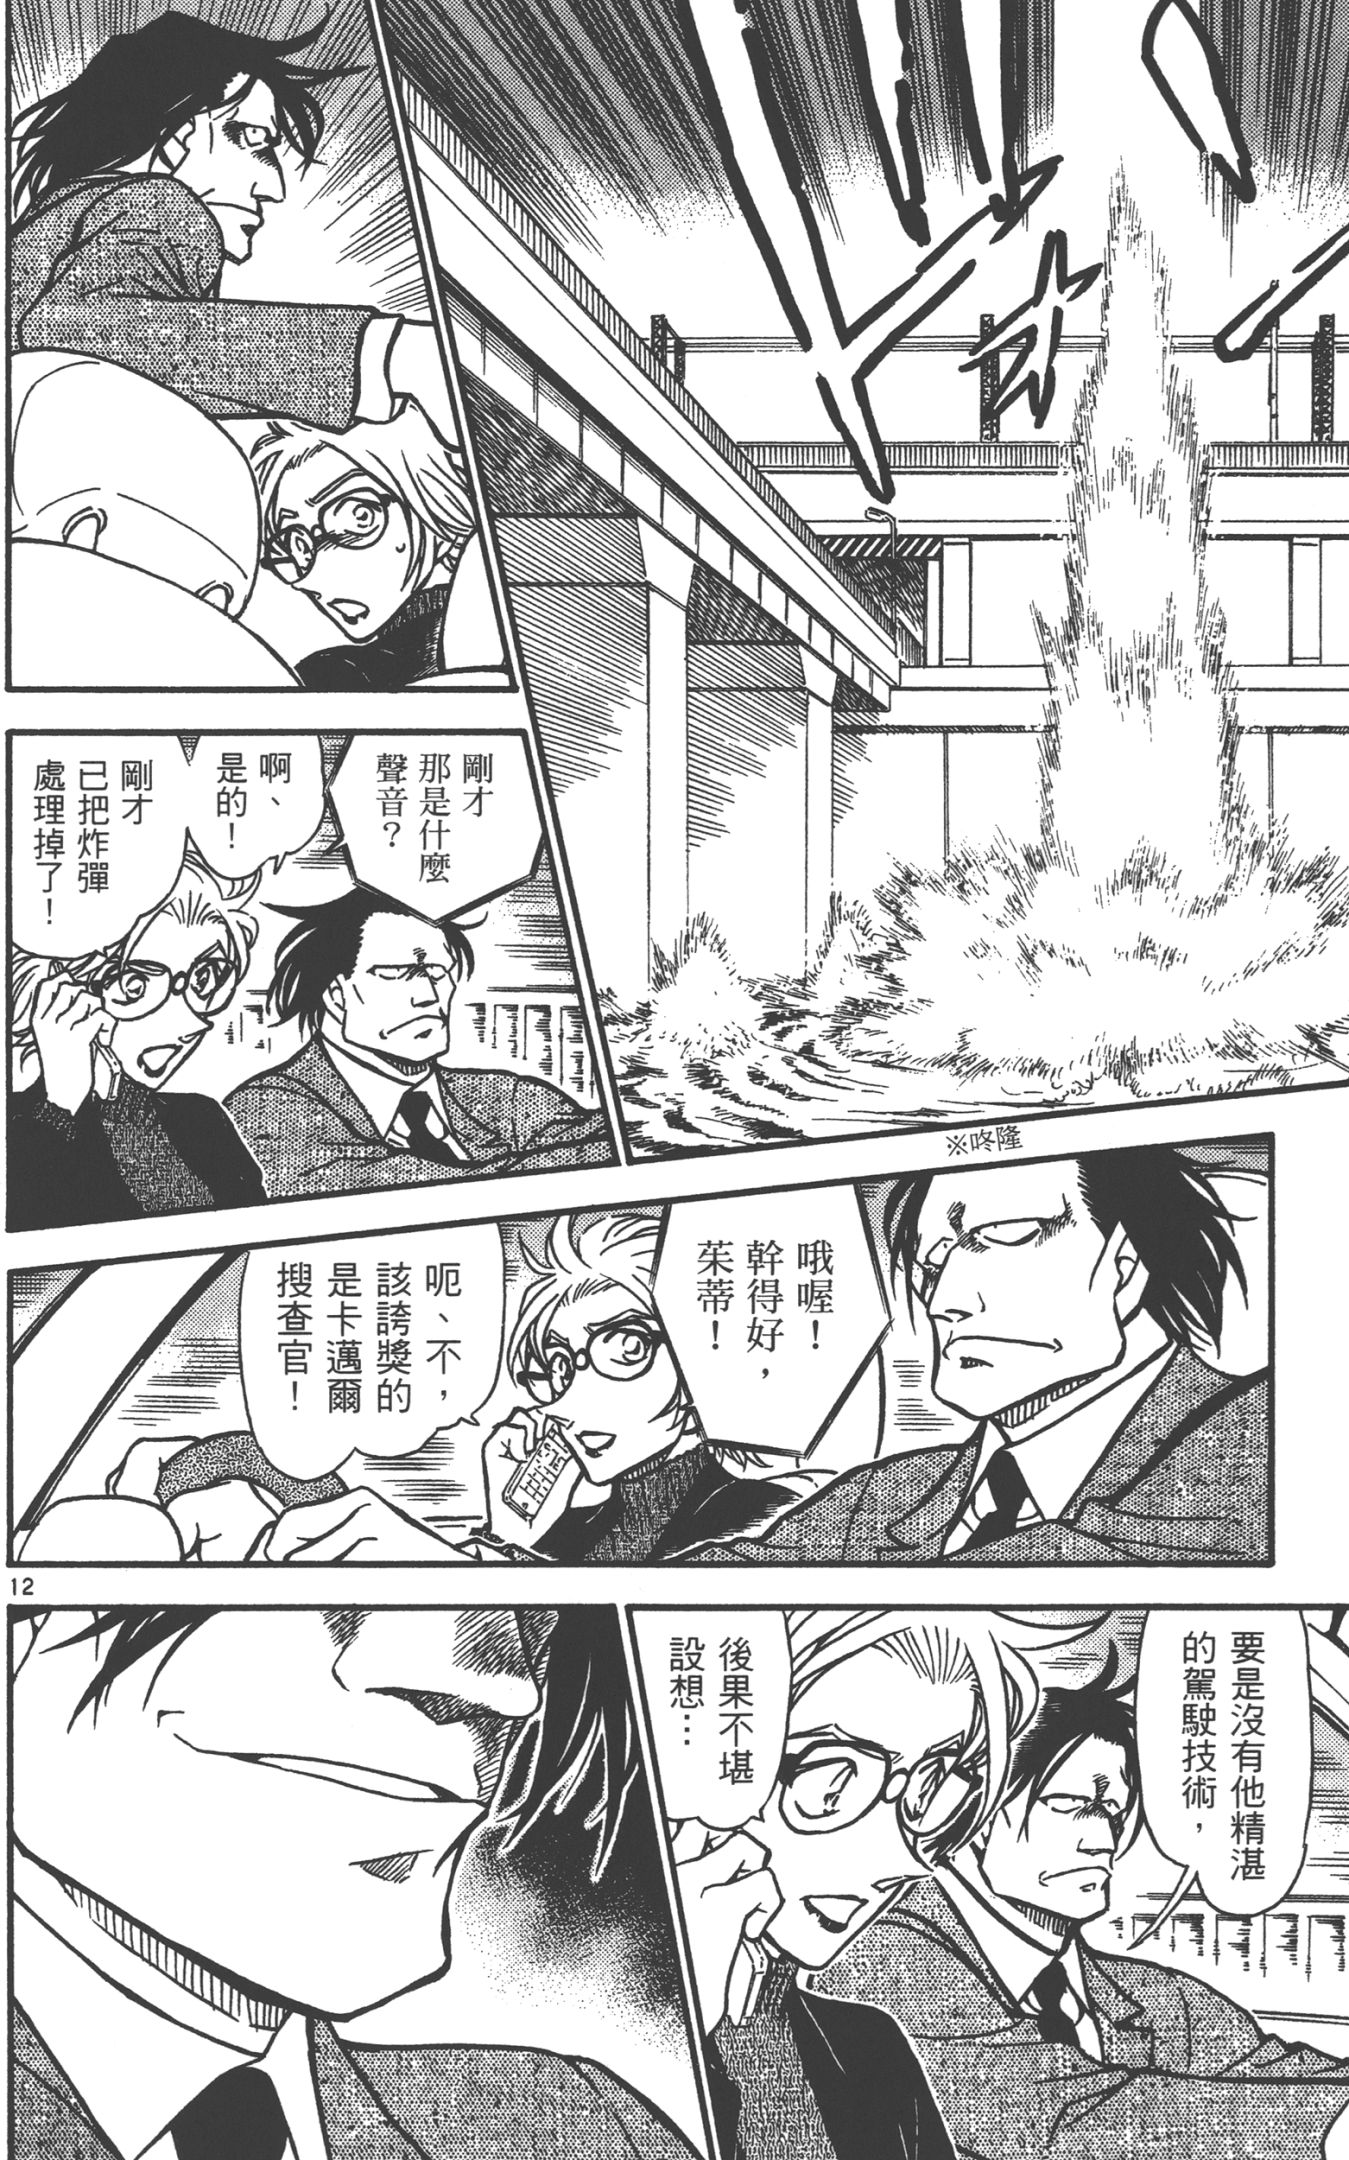 ドォ
※咚隆
剛才
那是什麼
聲音？
啊、
是的！
剛才
已把炸彈
處理掉了！
哦喔！
幹得好，
茱蒂！
呃、不，
該誇獎的
是卡邁爾
搜查官！
12
要是沒有他精湛
的駕駛技術，
後果不堪
設想…